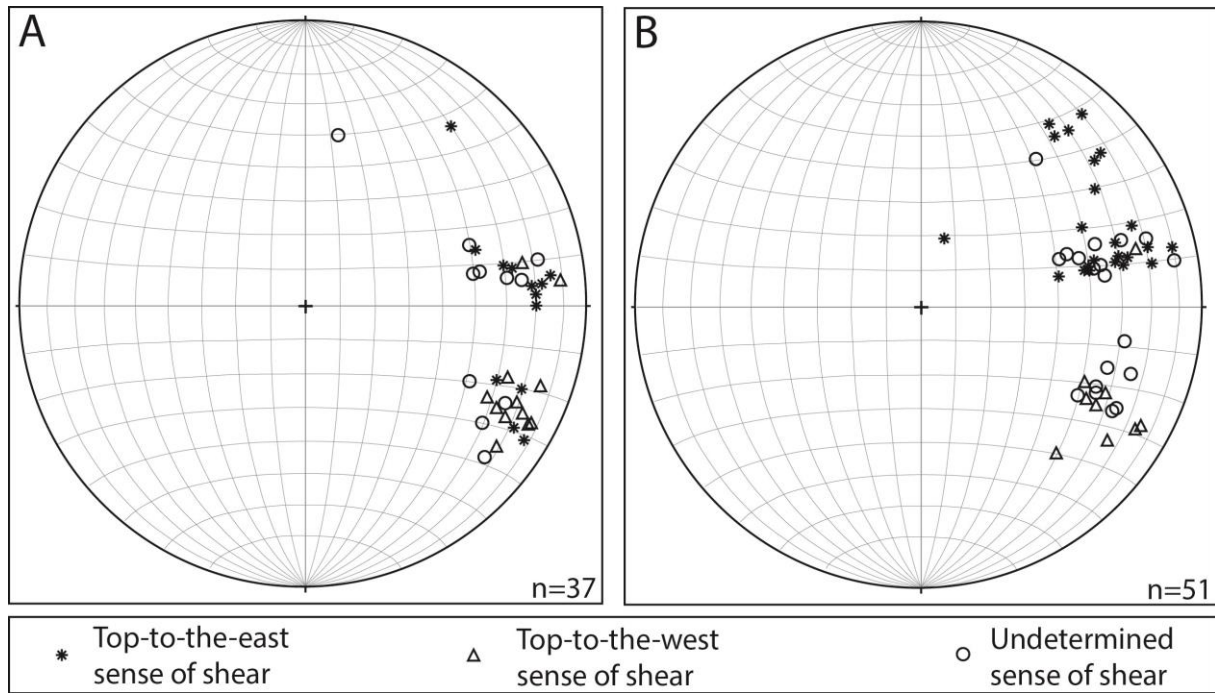 A
B
n=37
n=51
Top-to-the-east
sense of shear
Top-to-the-west
sense of shear
Undetermined
sense of shear